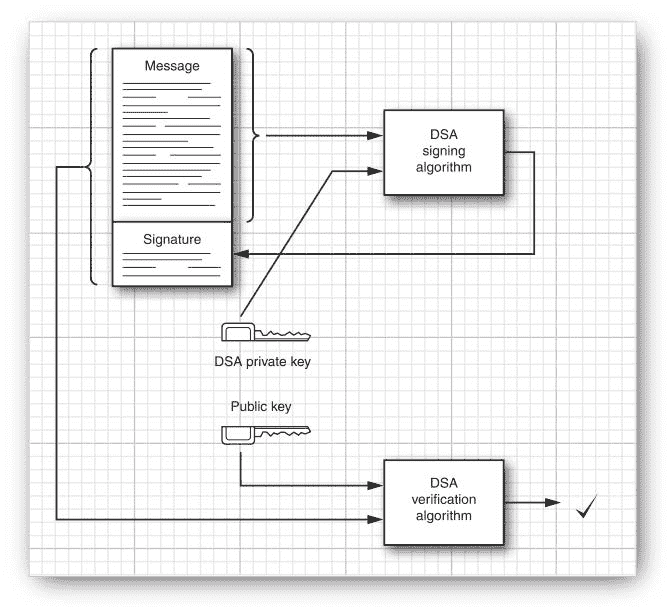 Message
DSA
signing
algorithm
Signature
DSA private key
Public key
DSA
verification
algorithm